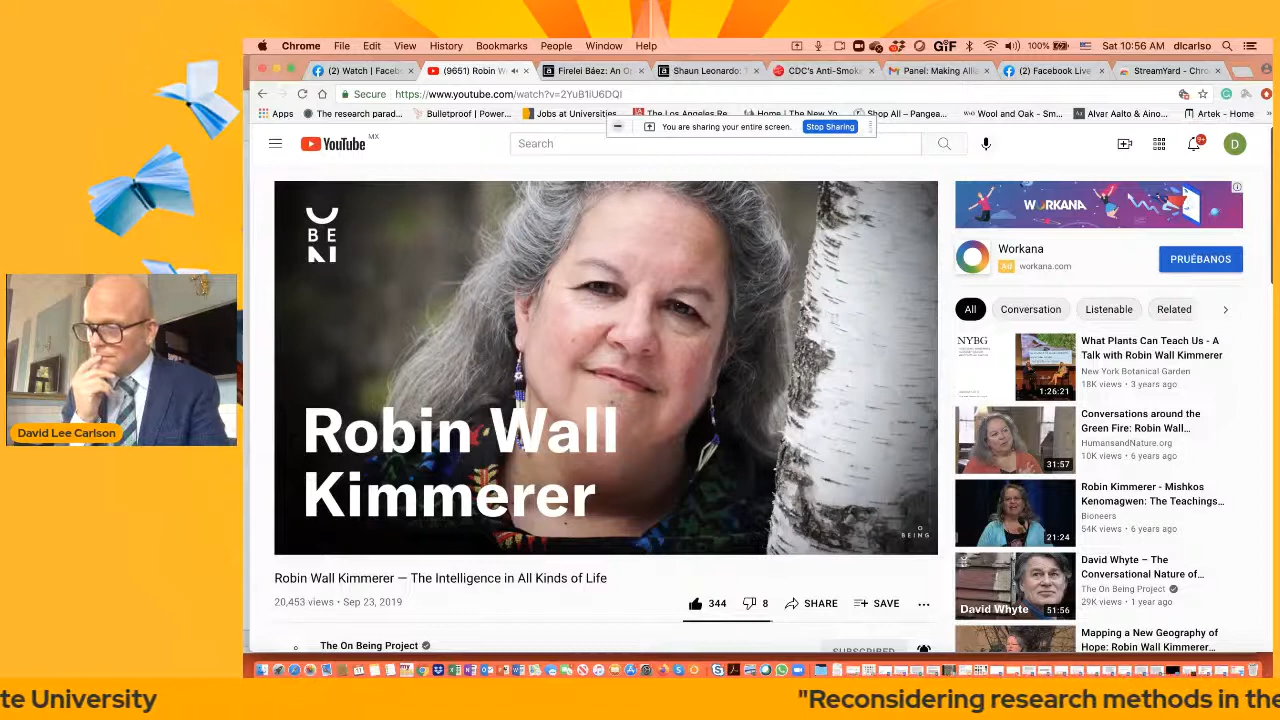 Chrome File Edit View History Bookmarks People Window Help GiF 100% Sat 10:56 AM dlcarlso
(2) Watch | Faceb
(9651) Robin W
Firelei Báez: An O
Shaun Leonardo: T
CDC's Anti-Smok
Panel: Making Alli
(2) Facebook Live
StreamYard - Chro
Secure https://www.youtube.com/watch?v=2YuB1iU6DQI
Apps The research parad... Bulletproof | Power... Jobs at Universities The Los Angeles Re Home | The New Yo Shop All – Pangea... Wool and Oak - Sm... Alvar Aalto & Aino... Artek - Home
You are sharing your entire screen. Stop Sharing
YouTube MX
Search
9+
D
O
BE
NI
Robin Wall
Kimmerer
O
BEING
Robin Wall Kimmerer — The Intelligence in All Kinds of Life
20,453 views • Sep 23, 2019
344 8 SHARE SAVE
The On Being Project
SUBSCRIBED
WORKANA
Workana
Ad workana.com
PRUÉBANOS
All Conversation Listenable Related
NYBG
1:26:21
What Plants Can Teach Us - A
Talk with Robin Wall Kimmerer
New York Botanical Garden
18K views • 3 years ago
31:57
Conversations around the
Green Fire: Robin Wall...
HumansandNature.org
10K views • 6 years ago
21:24
Robin Kimmerer - Mishkos
Kenomagwen: The Teachings...
Bioneers
54K views • 6 years ago
David Whyte 51:56
David Whyte – The
Conversational Nature of...
The On Being Project
29K views • 1 year ago
Mapping a New Geography of
Hope: Robin Wall Kimmerer...
David Lee Carlson
te University
"Reconsidering research methods in the